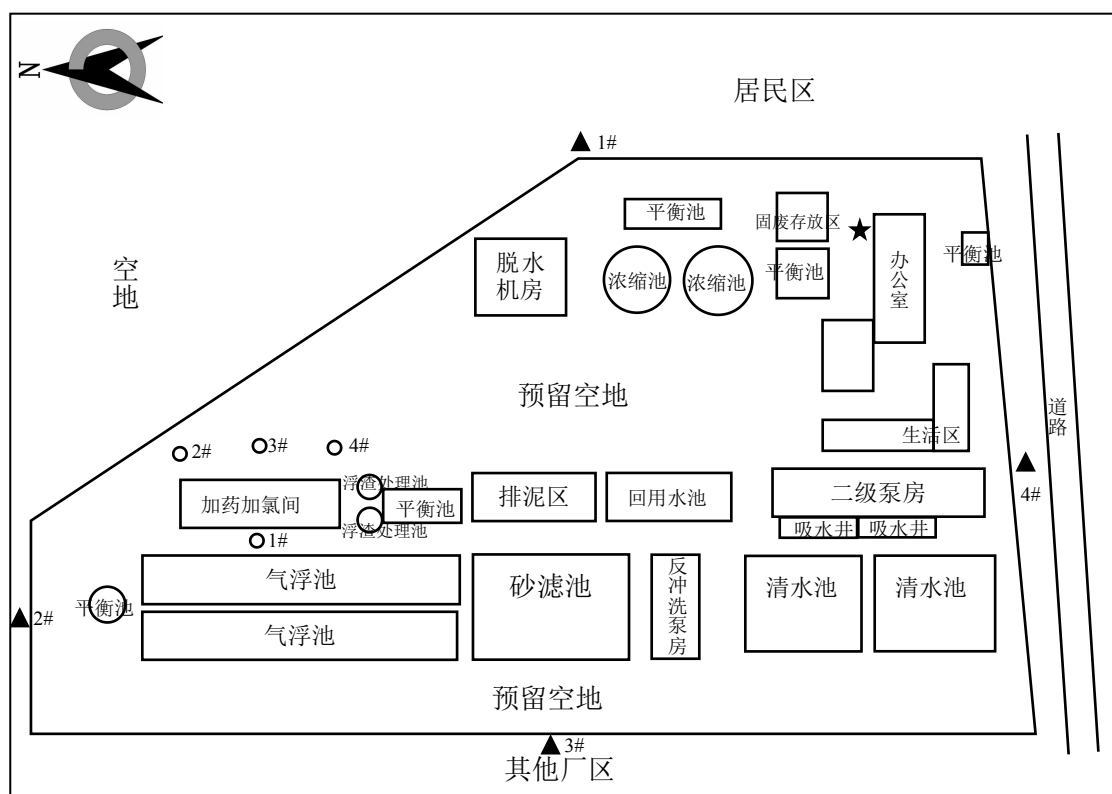 N
居民区
1#
平衡池
固废存放区
脱水
机房
浓缩池
浓缩池
平衡池
办公室
平衡池
空地
预留空地
道路
生活区
2#
3#
4#
浮渣处理池
加药加氯间
平衡池
排泥区
回用水池
二级泵房
4#
吸水井
吸水井
浮渣处理池
1#
气浮池
砂滤池
反冲洗泵房
清水池
清水池
平衡池
2#
气浮池
预留空地
3#
其他厂区